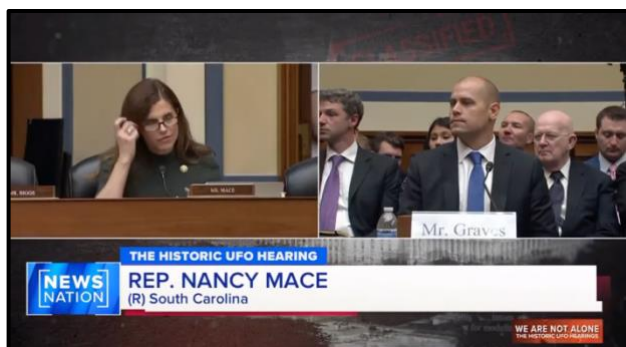 CLASSIFIED
MS. MACE
Mr. Graves
THE HISTORIC UFO HEARING
NEWS
NATION
REP. NANCY MACE
(R) South Carolina
WE ARE NOT ALONE
THE HISTORIC UFO HEARINGS